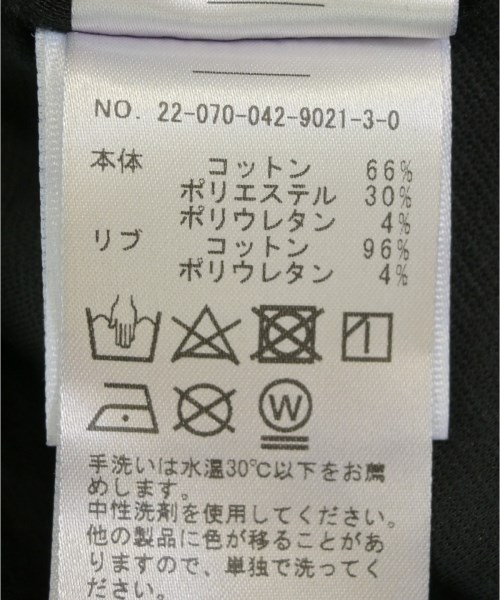 NO. 22-070-042-9021-3-0
本体 コットン 66%
ポリエステル 30%
ポリウレタン 4%
リブ コットン 96%
ポリウレタン 4%
W
手洗いは水温30℃以下をお薦
めします。
中性洗剤を使用してください。
他の製品に色が移ることがあ
りますので、単独で洗ってく
ださい。